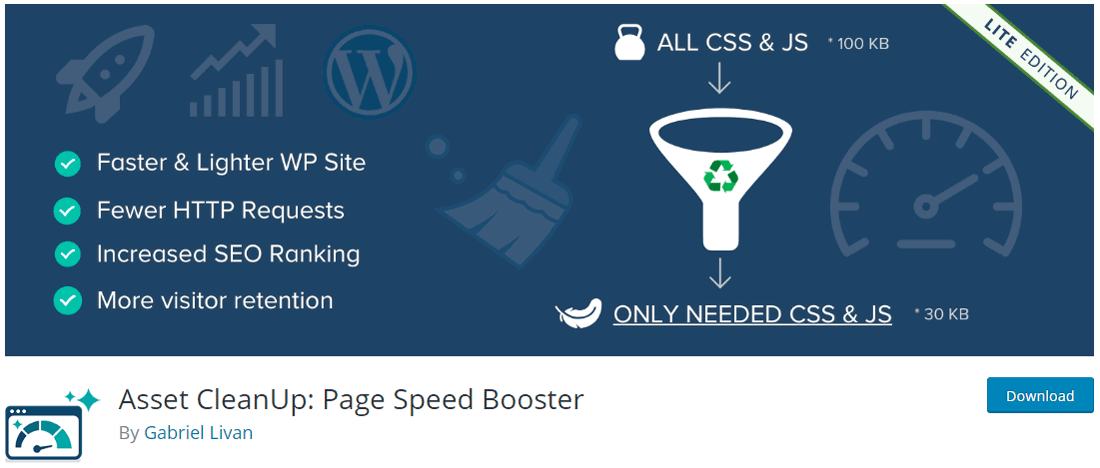 LITE EDITION
ALL CSS & JS * 100 KB
Faster & Lighter WP Site
Fewer HTTP Requests
Increased SEO Ranking
More visitor retention
ONLY NEEDED CSS & JS * 30 KB
Asset CleanUp: Page Speed Booster
By Gabriel Livan
Download